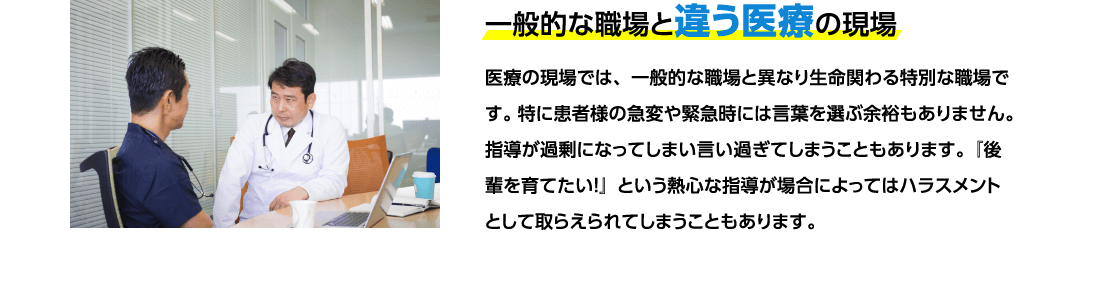 一般的な職場と違う医療の現場
医療の現場では、一般的な職場と異なり生命関わる特別な職場で
す。特に患者様の急変や緊急時には言葉を選ぶ余裕もありません。
指導が過剰になってしまい言い過ぎてしまうこともあります。『後
輩を育てたい!』という熱心な指導が場合によってはハラスメント
として取らえられてしまうこともあります。